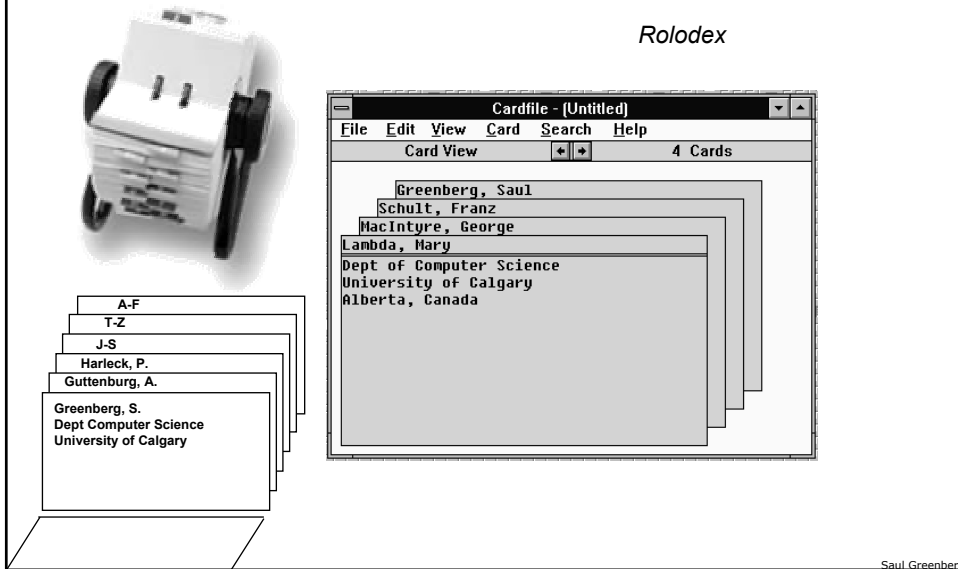 Rolodex
Cardfile - (Untitled)
File Edit View Card Search Help
Card View 4 Cards
Greenberg, Saul
Schult, Franz
MacIntyre, George
Lambda, Mary
Dept of Computer Science
University of Calgary
Alberta, Canada
A-F
T-Z
J-S
Harleck, P.
Guttenburg, A.
Greenberg, S.
Dept Computer Science
University of Calgary
Saul Greenber